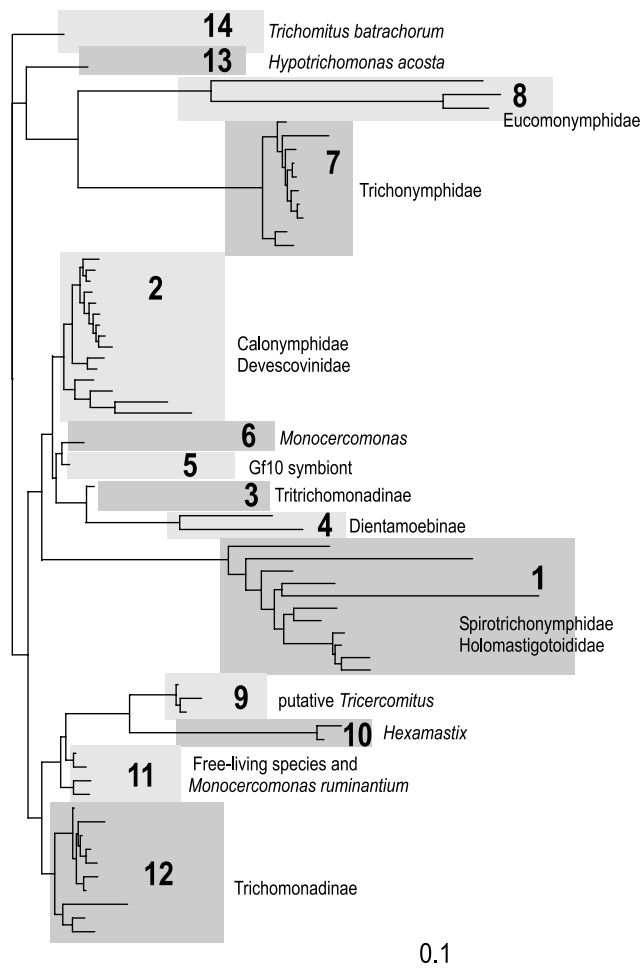 14 Trichomitus batrachorum
13 Hypotrichomonas acosta
8
Eucomonymphidae
7
Trichonymphidae
2
Calonymphidae
Devescovinidae
6 Monocercomonas
5 Gf10 symbiont
3 Tritrichomonadinae
4 Dientamoebinae
1
Spirotrichonymphidae
Holomastigotoididae
9 putative Tricercomitus
10 Hexamastix
11 Free-living species and
Monocercomonas ruminantium
12
Trichomonadinae
0.1